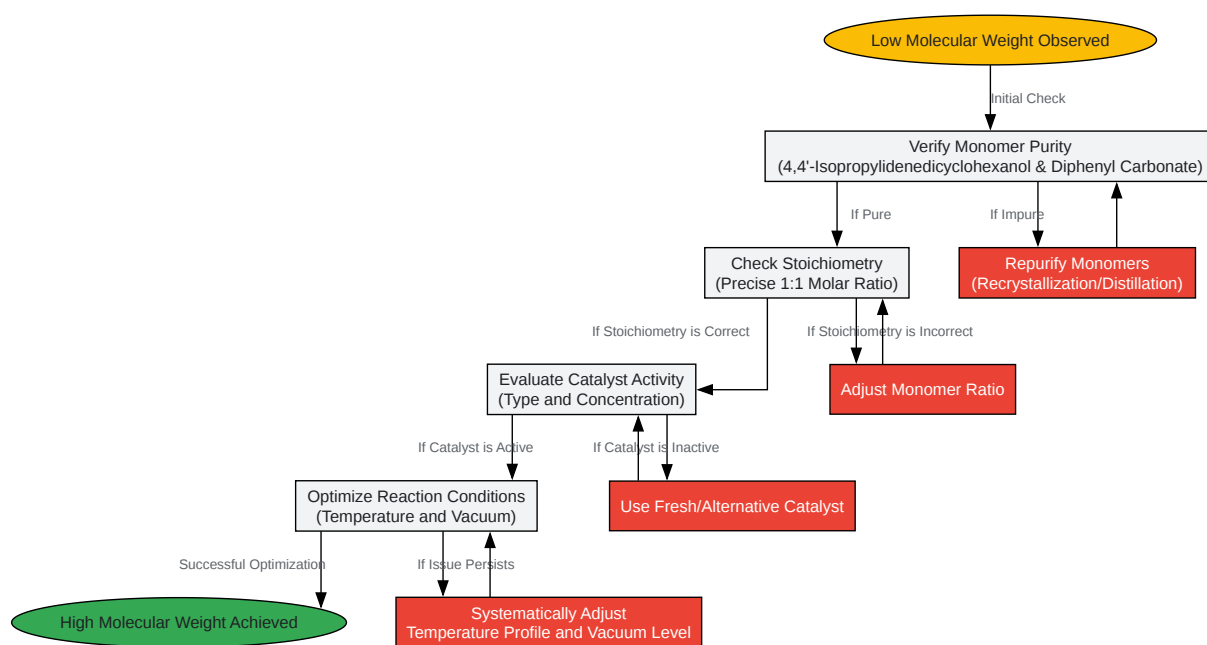 Low Molecular Weight Observed
Initial Check
Verify Monomer Purity
(4,4'-Isopropylidenedicyclohexanol & Diphenyl Carbonate)
If Pure
If Impure
Check Stoichiometry
(Precise 1:1 Molar Ratio)
Repurify Monomers
(Recrystallization/Distillation)
If Stoichiometry is Correct
If Stoichiometry is Incorrect
Evaluate Catalyst Activity
(Type and Concentration)
Adjust Monomer Ratio
If Catalyst is Active
If Catalyst is Inactive
Optimize Reaction Conditions
(Temperature and Vacuum)
Use Fresh/Alternative Catalyst
Successful Optimization
If Issue Persists
High Molecular Weight Achieved
Systematically Adjust
Temperature Profile and Vacuum Level